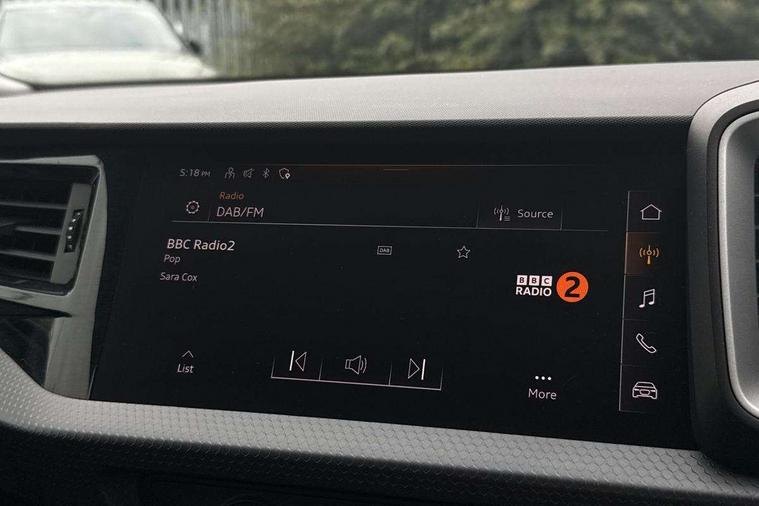 5:18 PM
Radio
DAB/FM
Source
BBC Radio2
DAB
Pop
Sara Cox
BBC
RADIO 2
List
More